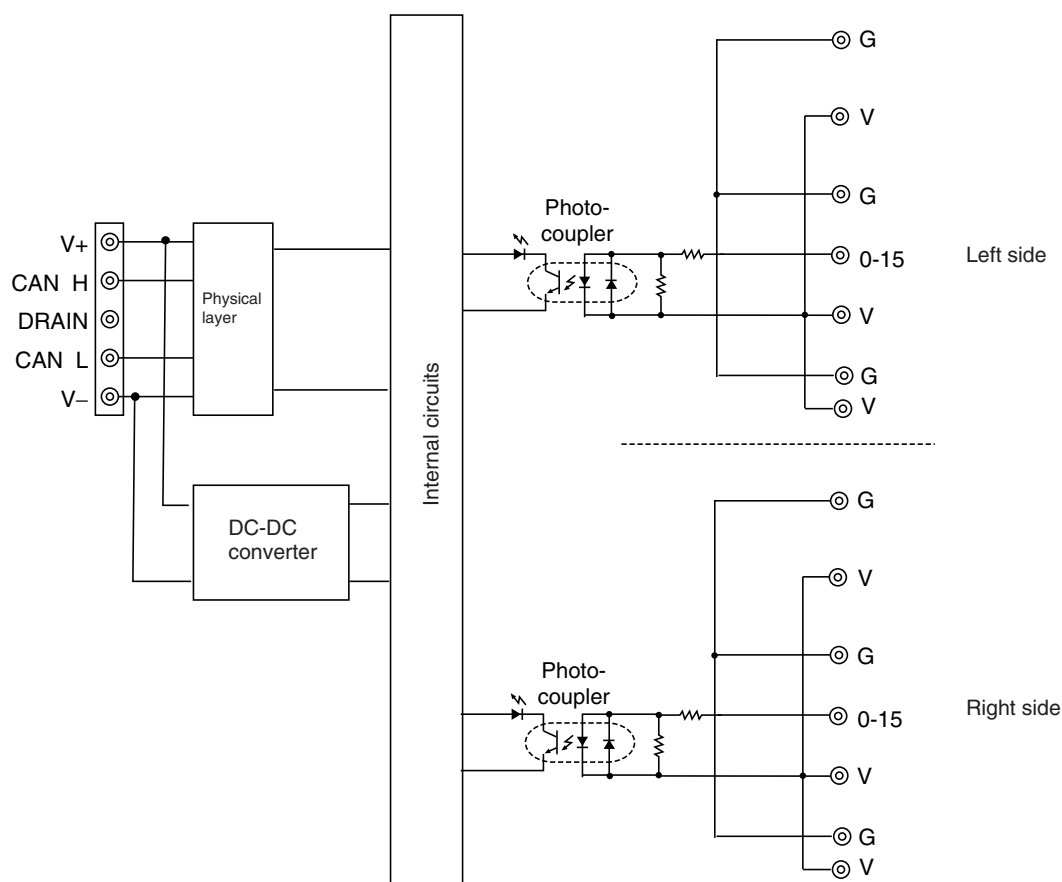 V+
CAN H
DRAIN
CAN L
V−
Physical
layer
DC-DC
converter
Internal circuits
Photo-
coupler
G
V
G
0-15
V
G
V
Left side
Photo-
coupler
G
V
G
0-15
V
G
V
Right side